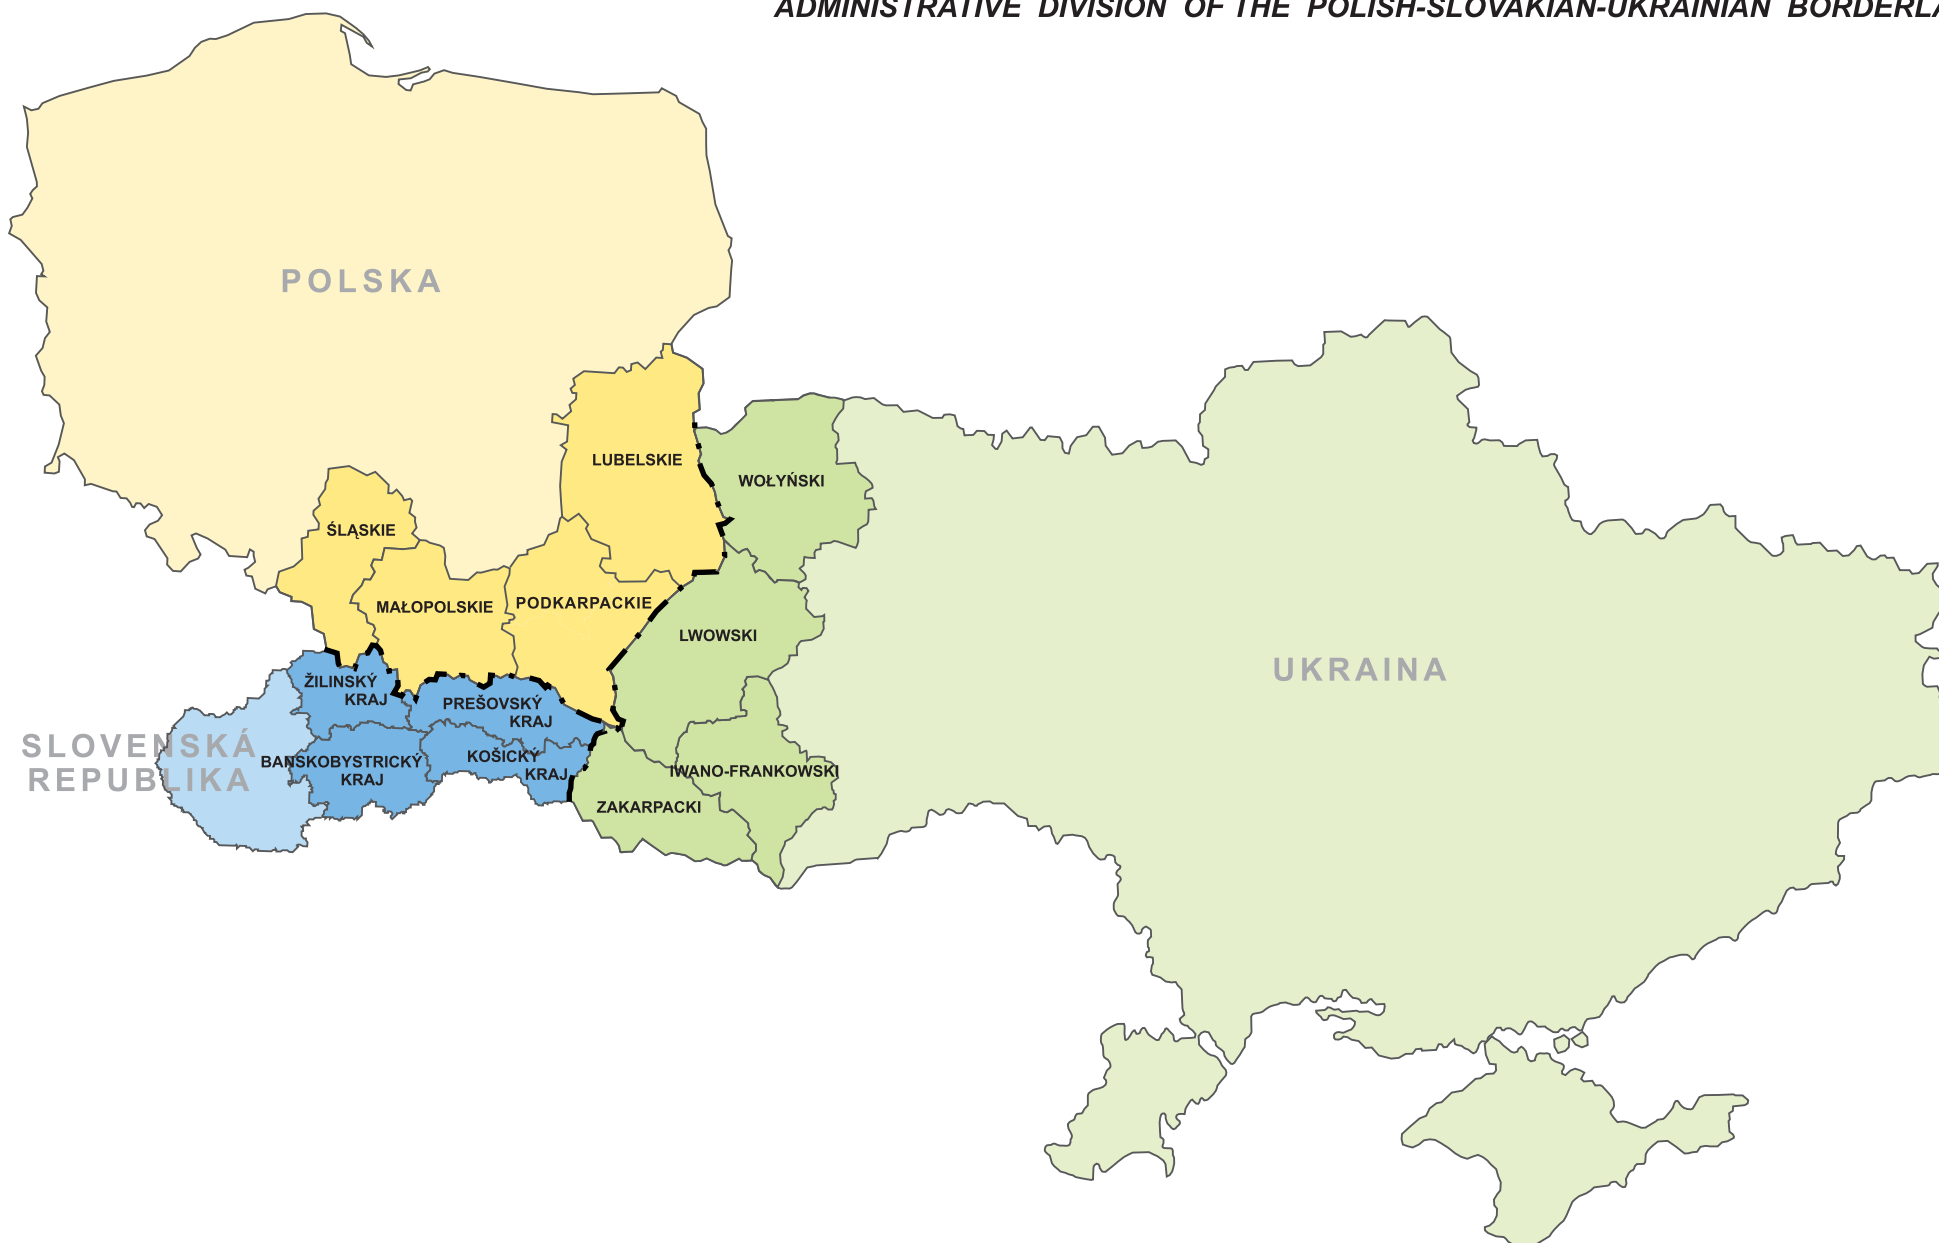 ADMINISTRATIVE DIVISION OF THE POLISH-SLOVAKIAN-UKRAINIAN
POLSKA
LUBELSKIE
WOŁYŃSKI
ŚLĄSKIE
MAŁOPOLSKIE
PODKARPACKIE
LWOWSKI
UKRAINA
ŽILINSKÝ
KRAJ
PREŠOVSKÝ
KRAJ
SLOVENSKÁ
REPUBLIKA
BANSKOBYSTRICKÝ
KRAJ
KOŠICKÝ
KRAJ
IWANO-FRANKOWSKI
ZAKARPACKI